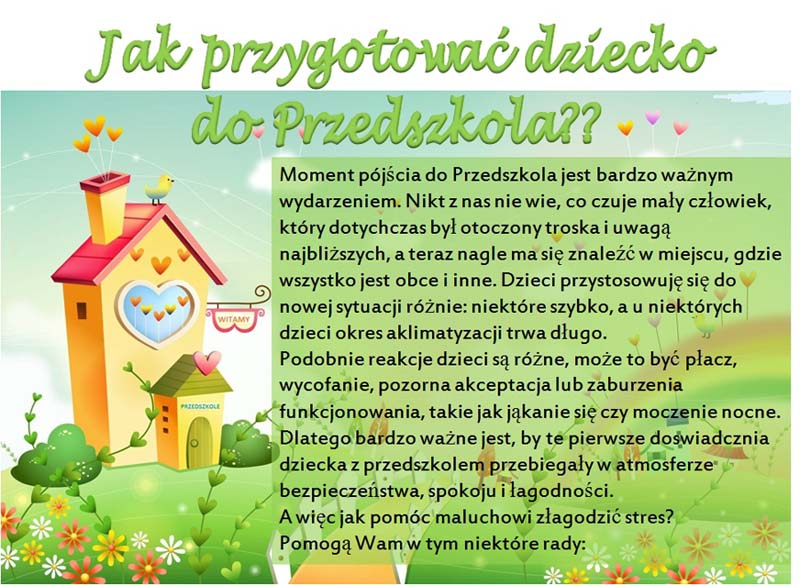 Jak przygotować dziecko
do Przedszkola??
Moment pójścia do Przedszkola jest bardzo ważnym
wydarzeniem. Nikt z nas nie wie, co czuje mały człowiek,
który dotychczas był otoczony troska i uwagą
najbliższych, a teraz nagle ma się znaleźć w miejscu, gdzie
wszystko jest obce i inne. Dzieci przystosowuję się do
nowej sytuacji różnie: niektóre szybko, a u niektórych
dzieci okres aklimatyzacji trwa długo.
Podobnie reakcje dzieci są różne, może to być płacz,
wycofanie, pozorna akceptacja lub zaburzenia
funkcjonowania, takie jak jąkanie się czy moczenie nocne.
Dlatego bardzo ważne jest, by te pierwsze doświadcznia
dziecka z przedszkolem przebiegały w atmosferze
bezpieczeństwa, spokoju i łagodności.
A więc jak pomóc maluchowi złagodzić stres?
Pomogą Wam w tym niektóre rady:
WITAMY
PRZEDSZKOLE